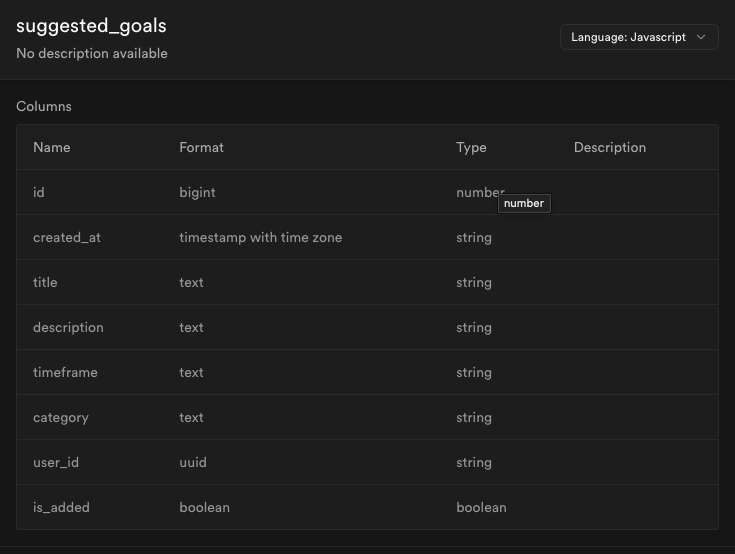 suggested_goals
No description available
Language: Javascript
Columns
Name Format Type Description
id bigint number
number
created_at timestamp with time zone string
title text string
description text string
timeframe text string
category text string
user_id uuid string
is_added boolean boolean